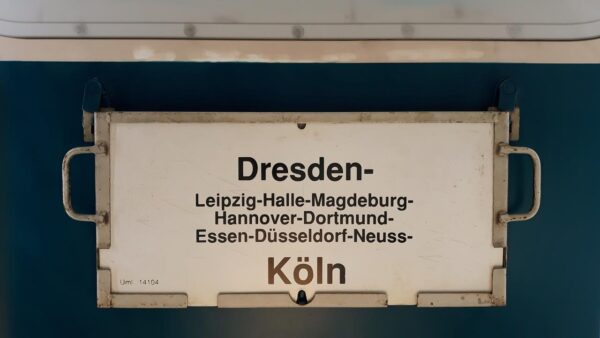 Dresden-
Leipzig-Halle-Magdeburg-
Hannover-Dortmund-
Essen-Düsseldorf-Neuss-
Köln
Uml. 14104